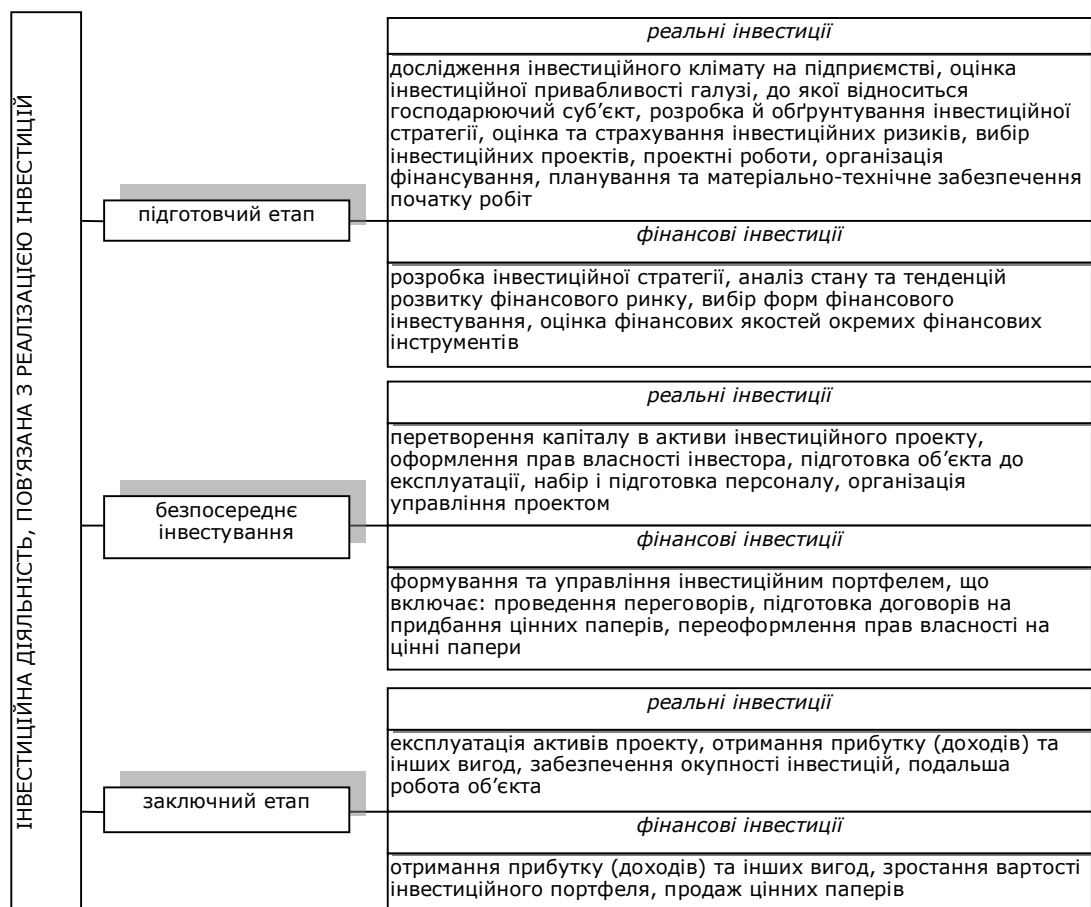 ІНВЕСТИЦІЙНА ДІЯЛЬНІСТЬ, ПОВ’ЯЗАНА З РЕАЛІЗАЦІЄЮ ІНВЕСТИЦІЙ
підготовчий етап
реальні інвестиції
дослідження інвестиційного клімату на підприємстві, оцінка
інвестиційної привабливості галузі, до якої відноситься
господарюючий суб’єкт, розробка й обґрунтування інвестиційної
стратегії, оцінка та страхування інвестиційних ризиків, вибір
інвестиційних проектів, проектні роботи, організація
фінансування, планування та матеріально-технічне забезпечення
початку робіт
фінансові інвестиції
розробка інвестиційної стратегії, аналіз стану та тенденцій
розвитку фінансового ринку, вибір форм фінансового
інвестування, оцінка фінансових якостей окремих фінансових
інструментів
безпосереднє
інвестування
реальні інвестиції
перетворення капіталу в активи інвестиційного проекту,
оформлення прав власності інвестора, підготовка об’єкта до
експлуатації, набір і підготовка персоналу, організація
управління проектом
фінансові інвестиції
формування та управління інвестиційним портфелем, що
включає: проведення переговорів, підготовка договорів на
придбання цінних паперів, переоформлення прав власності на
цінні папери
заключний етап
реальні інвестиції
експлуатація активів проекту, отримання прибутку (доходів) та
інших вигод, забезпечення окупності інвестицій, подальша
робота об’єкта
фінансові інвестиції
отримання прибутку (доходів) та інших вигод, зростання вартості
інвестиційного портфеля, продаж цінних паперів